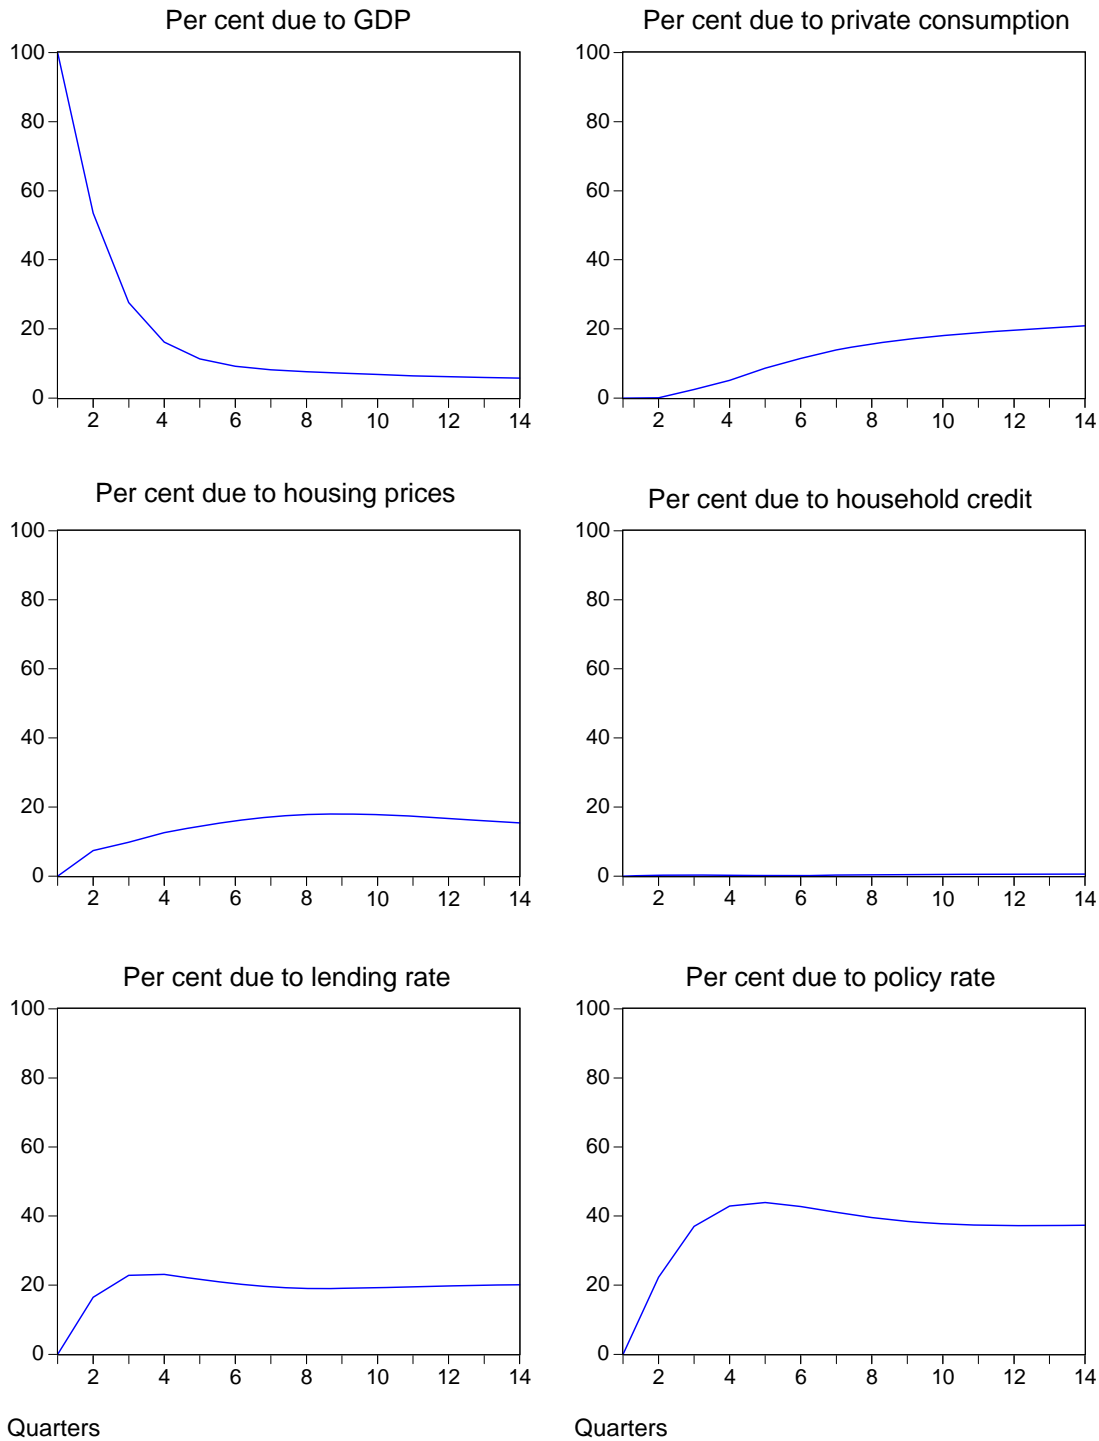 Per cent due to GDP
100
80
60
40
20
0
2 4 6 8 10 12 14
Per cent due to private consumption
100
80
60
40
20
0
2 4 6 8 10 12 14
Per cent due to housing prices
100
80
60
40
20
0
2 4 6 8 10 12 14
Per cent due to household credit
100
80
60
40
20
0
2 4 6 8 10 12 14
Per cent due to lending rate
100
80
60
40
20
0
2 4 6 8 10 12 14
Quarters
Per cent due to policy rate
100
80
60
40
20
0
2 4 6 8 10 12 14
Quarters